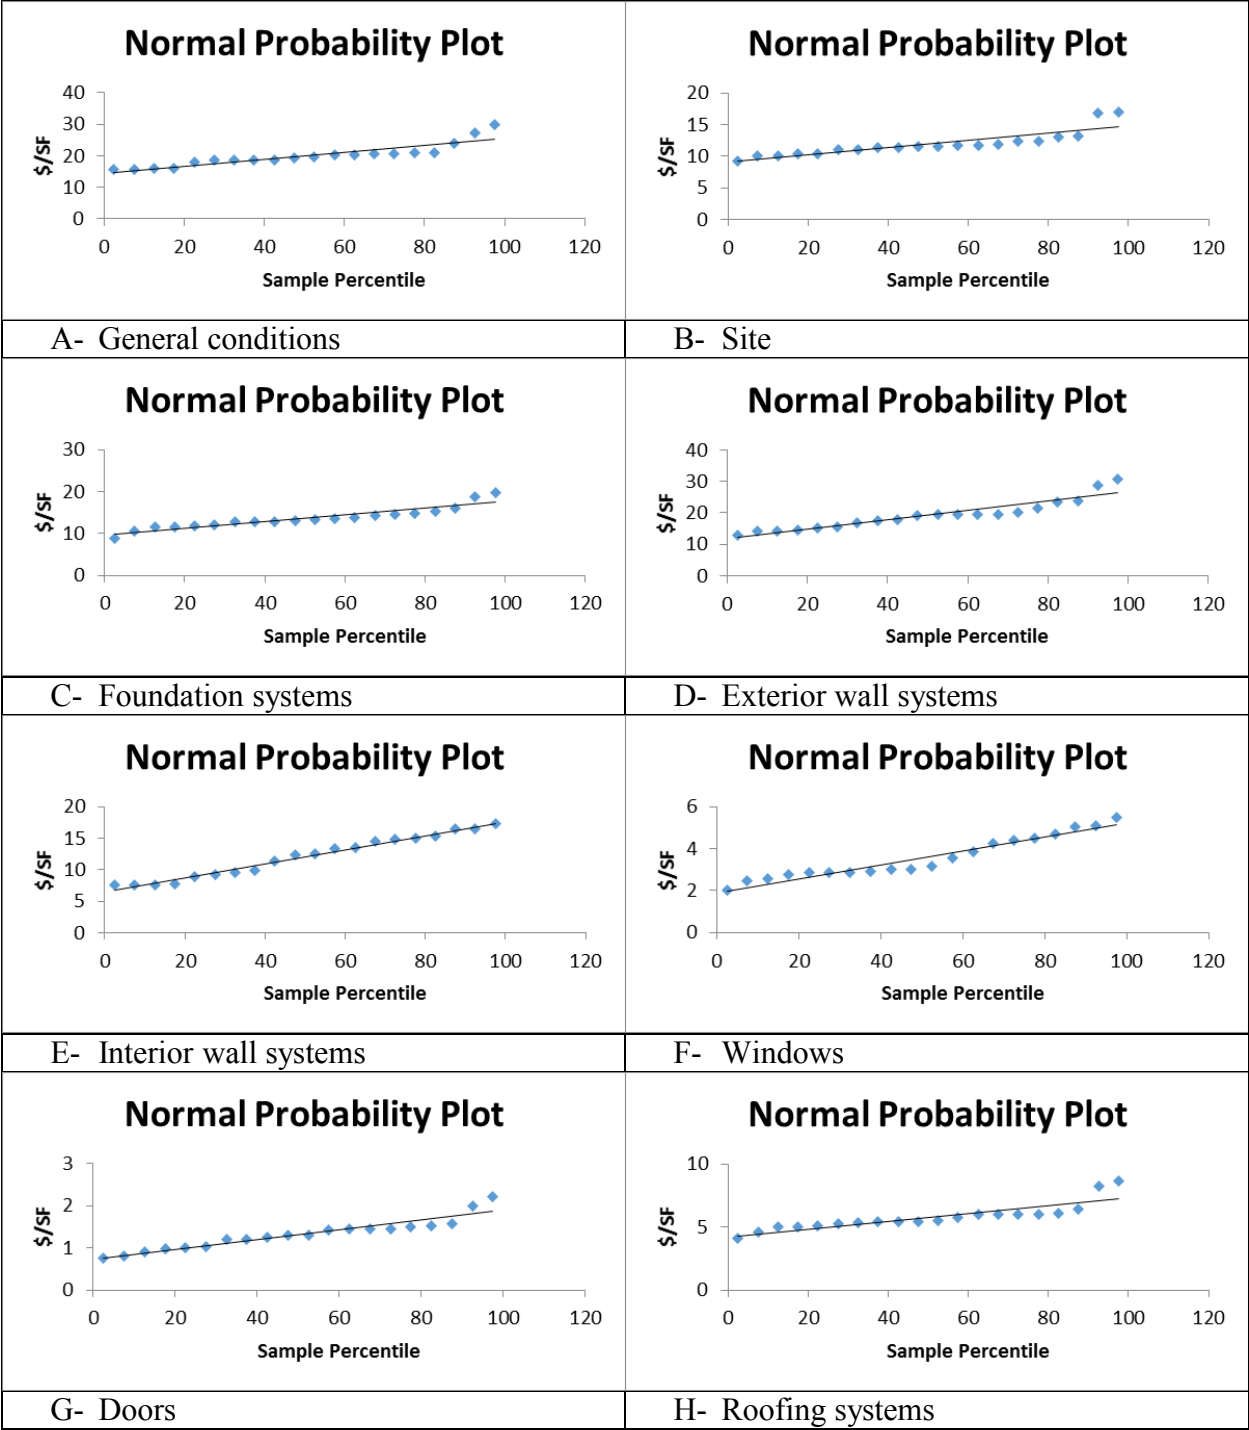 Normal Probability Plot
40
30
20
10
0
$/SF
0 20 40 60 80 100 120
Sample Percentile
A- General conditions
Normal Probability Plot
20
15
10
5
0
$/SF
0 20 40 60 80 100 120
Sample Percentile
B- Site
Normal Probability Plot
30
20
10
0
$/SF
0 20 40 60 80 100 120
Sample Percentile
C- Foundation systems
Normal Probability Plot
40
30
20
10
0
$/SF
0 20 40 60 80 100 120
Sample Percentile
D- Exterior wall systems
Normal Probability Plot
20
15
10
5
0
$/SF
0 20 40 60 80 100 120
Sample Percentile
E- Interior wall systems
Normal Probability Plot
6
4
2
0
$/SF
0 20 40 60 80 100 120
Sample Percentile
F- Windows
Normal Probability Plot
3
2
1
0
$/SF
0 20 40 60 80 100 120
Sample Percentile
G- Doors
Normal Probability Plot
10
5
0
$/SF
0 20 40 60 80 100 120
Sample Percentile
H- Roofing systems